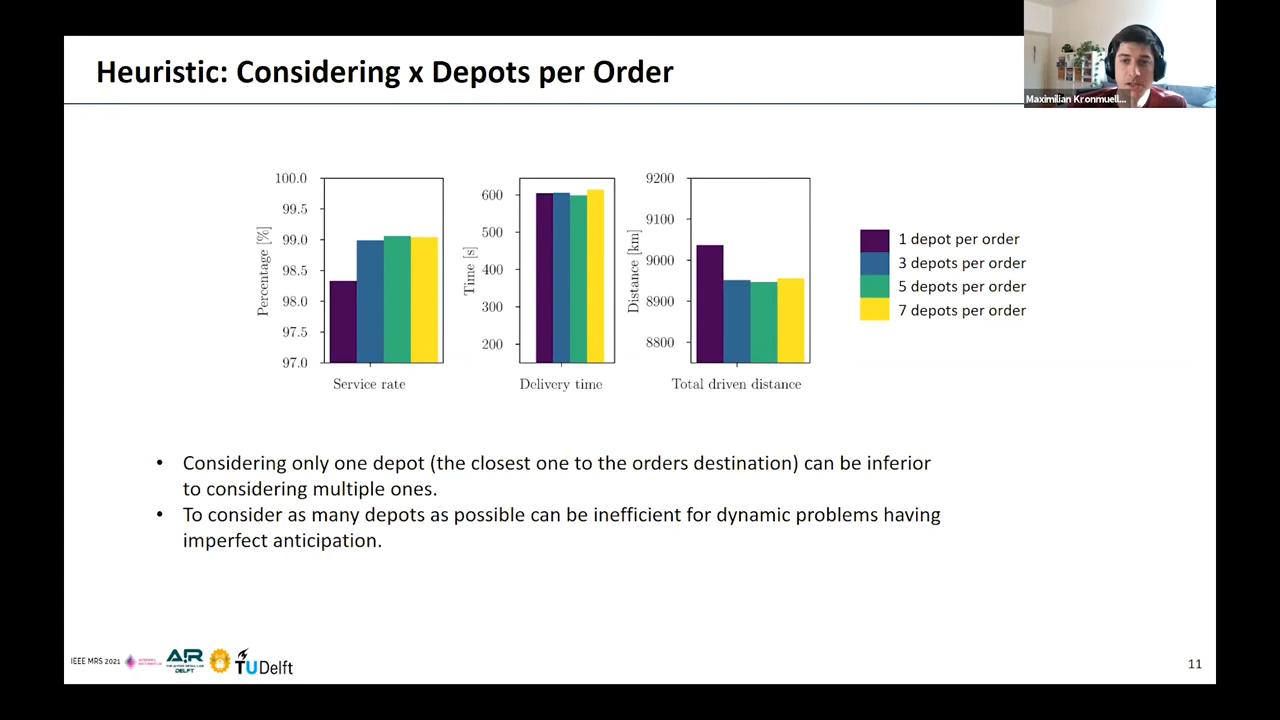 Heuristic: Considering x Depots per Order
Maximilian Kronmuell...
100.0
99.5
99.0
98.5
98.0
97.5
97.0
Percentage [%]
Service rate
600
500
400
300
200
Time [s]
Delivery time
9200
9100
9000
8900
8800
Distance [km]
Total driven distance
1 depot per order
3 depots per order
5 depots per order
7 depots per order
• Considering only one depot (the closest one to the orders destination) can be inferior
to considering multiple ones.
• To consider as many depots as possible can be inefficient for dynamic problems having
imperfect anticipation.
IEEE MRS 2021
DELFT
TUDelft
11